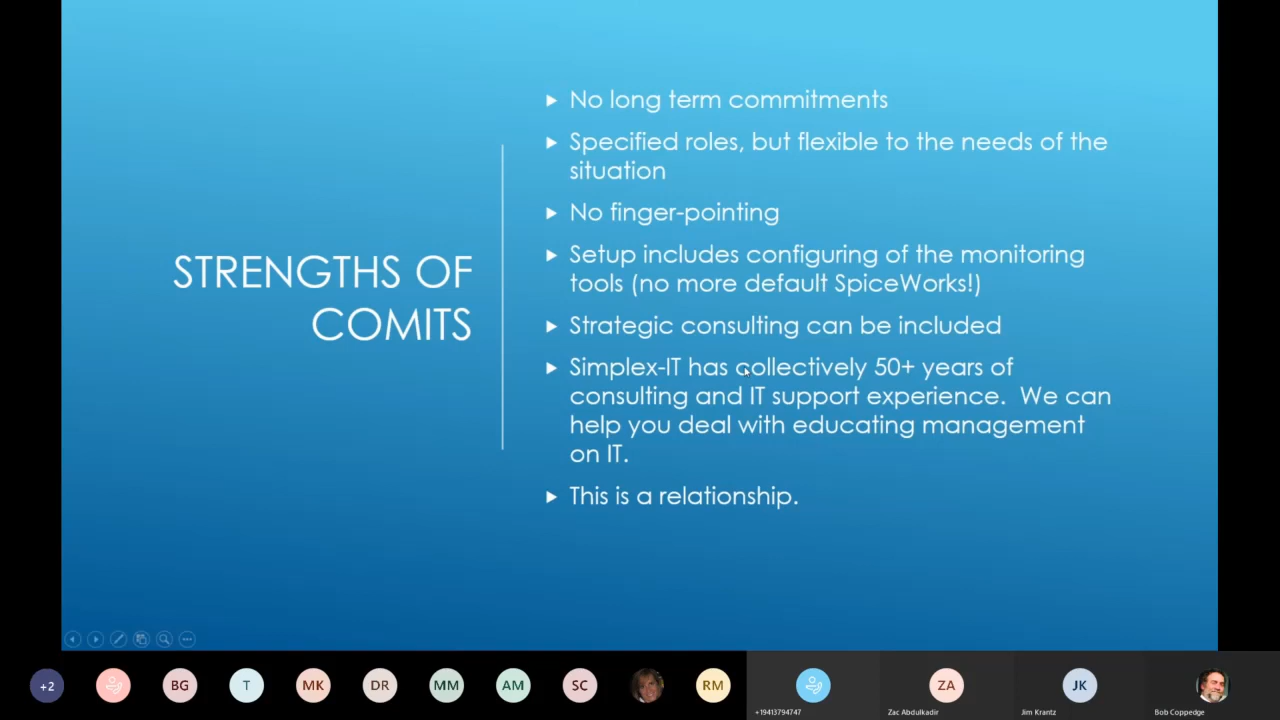 STRENGTHS OF
COMITS
No long term commitments
Specified roles, but flexible to the needs of the
situation
No finger-pointing
Setup includes configuring of the monitoring
tools (no more default SpiceWorks!)
Strategic consulting can be included
Simplex-IT has collectively 50+ years of
consulting and IT support experience.  We can
help you deal with educating management
on IT.
This is a relationship.
+2
BG
T
MK
DR
MM
AM
SC
RM
ZA
JK
+19413794747
Zac Abdulkadir
Jim Krantz
Bob Coppedge